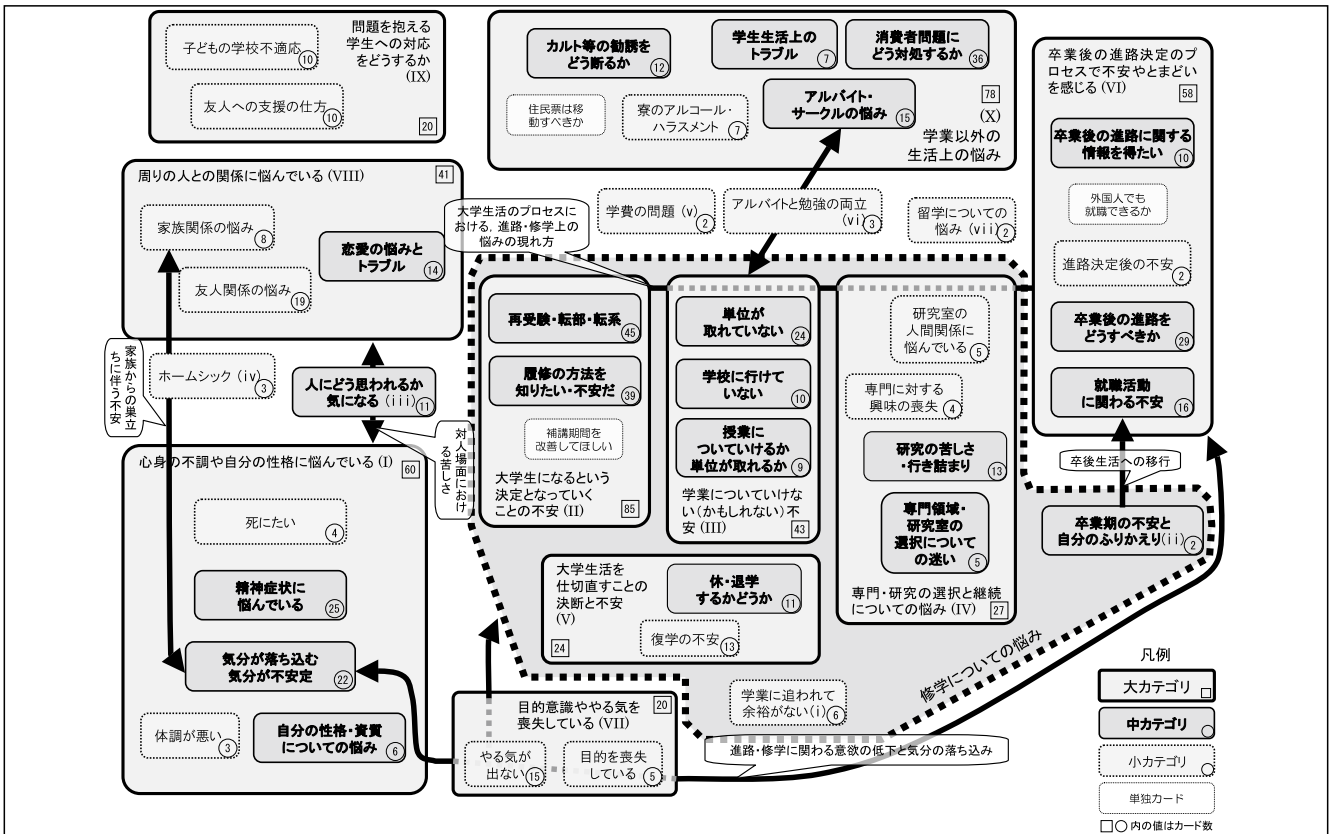 問題を抱える
学生への対応
をどうするか
(IX)
子どもの学校不適応
10
友人への支援の仕方
10
20
カルト等の勧誘を
どう断るか
12
学生生活上の
トラブル
7
消費者問題に
どう対処するか
36
住民票は移
動すべきか
寮のアルコール・
ハラスメント
7
アルバイト・
サークルの悩み
15
78
(X)
学業以外の
生活上の悩み
卒業後の進路決定のプ
ロセスで不安やとまどい
を感じる (VI)
58
卒業後の進路に関する
情報を得たい
10
外国人でも
就職できるか
進路決定後の不安
2
卒業後の進路を
どうすべきか
29
就職活動
に関わる不安
16
周りの人との関係に悩んでいる (VIII)
41
家族関係の悩み
8
恋愛の悩みと
トラブル
14
友人関係の悩み
19
大学生活のプロセスに
おける，進路・修学上の
悩みの現れ方
学費の問題 (v)
2
アルバイトと勉強の両立
(vi)
3
留学についての
悩み (vii)
2
家族からの巣立
ちに伴う不安
ホームシック (iv)
3
人にどう思われるか
気になる (iii)
11
対人場面におけ
る苦しさ
再受験・転部・転系
45
履修の方法を
知りたい・不安だ
39
補講期間を
改善してほしい
大学生になるという
決定となっていく
ことの不安 (II)
85
単位が
取れていない
24
学校に行けて
いない
10
授業に
ついていけるか
単位が取れるか
9
学業についていけな
い(かもしれない)不
安 (III)
43
研究室の
人間関係に
悩んでいる
5
専門に対する
興味の喪失
4
研究の苦しさ
・行き詰まり
13
専門領域・
研究室の
選択について
の迷い
5
専門・研究の選択と継続
についての悩み (IV)
27
卒後生活への移行
卒業期の不安と
自分のふりかえり(ii)
2
心身の不調や自分の性格に悩んでいる (I)
60
死にたい
4
精神症状に
悩んでいる
25
気分が落ち込む
気分が不安定
22
体調が悪い
3
自分の性格・資質
についての悩み
6
大学生活を
仕切直すことの
決断と不安
(V)
24
休・退学
するかどうか
11
復学の不安
13
目的意識ややる気を
喪失している (VII)
20
やる気が
出ない
15
目的を喪失
している
5
学業に追われて
余裕がない(i)
6
修学についての悩み
進路・修学に関わる意欲の低下と気分の落ち込み
凡例
大カテゴリ
中カテゴリ
小カテゴリ
単独カード
□○内の値はカード数